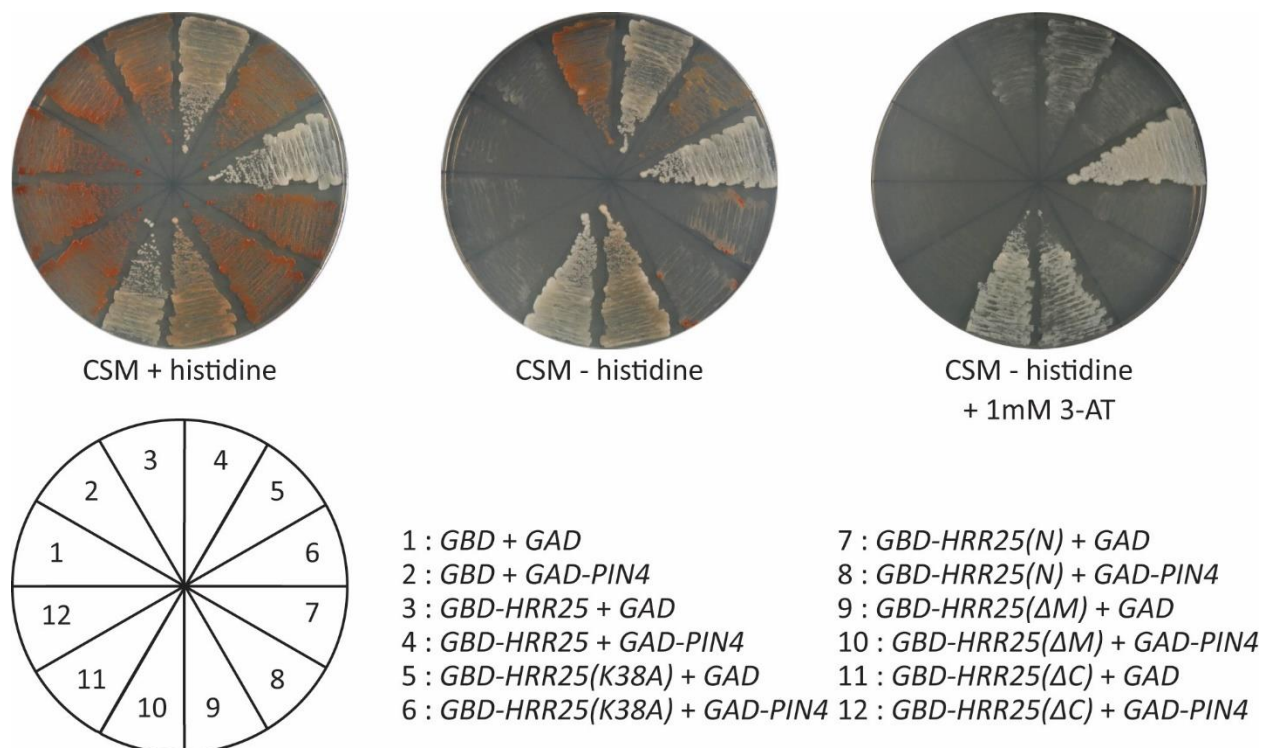 CSM + histidine
CSM - histidine
CSM - histidine
+ 1mM 3-AT
1
2
3
4
5
6
7
8
9
10
11
12
1 : GBD + GAD
2 : GBD + GAD-PIN4
3 : GBD-HRR25 + GAD
4 : GBD-HRR25 + GAD-PIN4
5 : GBD-HRR25(K38A) + GAD
6 : GBD-HRR25(K38A) + GAD-PIN4
7 : GBD-HRR25(N) + GAD
8 : GBD-HRR25(N) + GAD-PIN4
9 : GBD-HRR25(ΔM) + GAD
10 : GBD-HRR25(ΔM) + GAD-PIN4
11 : GBD-HRR25(ΔC) + GAD
12 : GBD-HRR25(ΔC) + GAD-PIN4